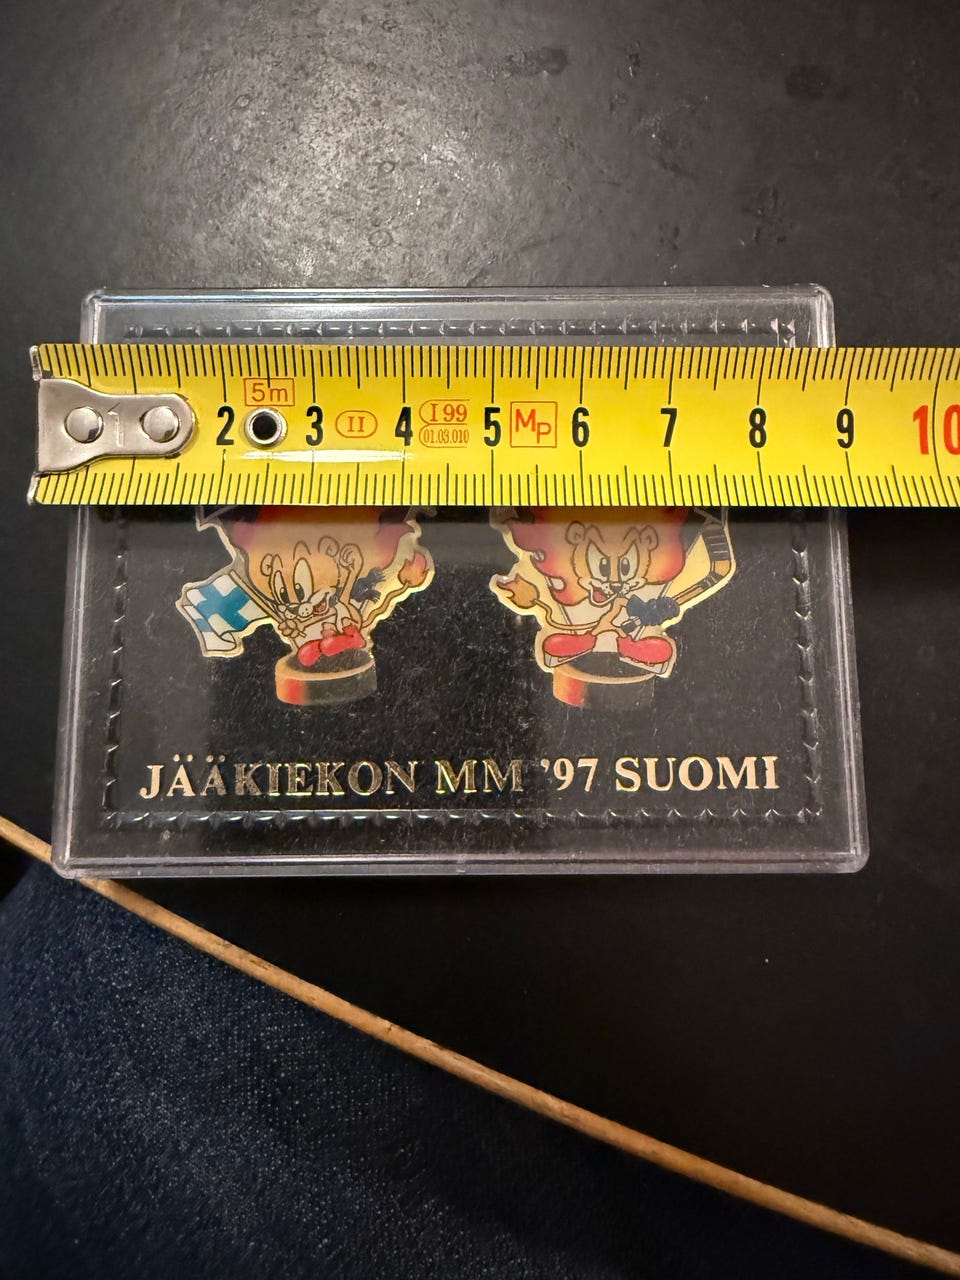 5m
1 2 3 II 4 I 99 5 Mp 6 7 8 9 10
01.03.010
JÄÄKIEKON MM '97 SUOMI